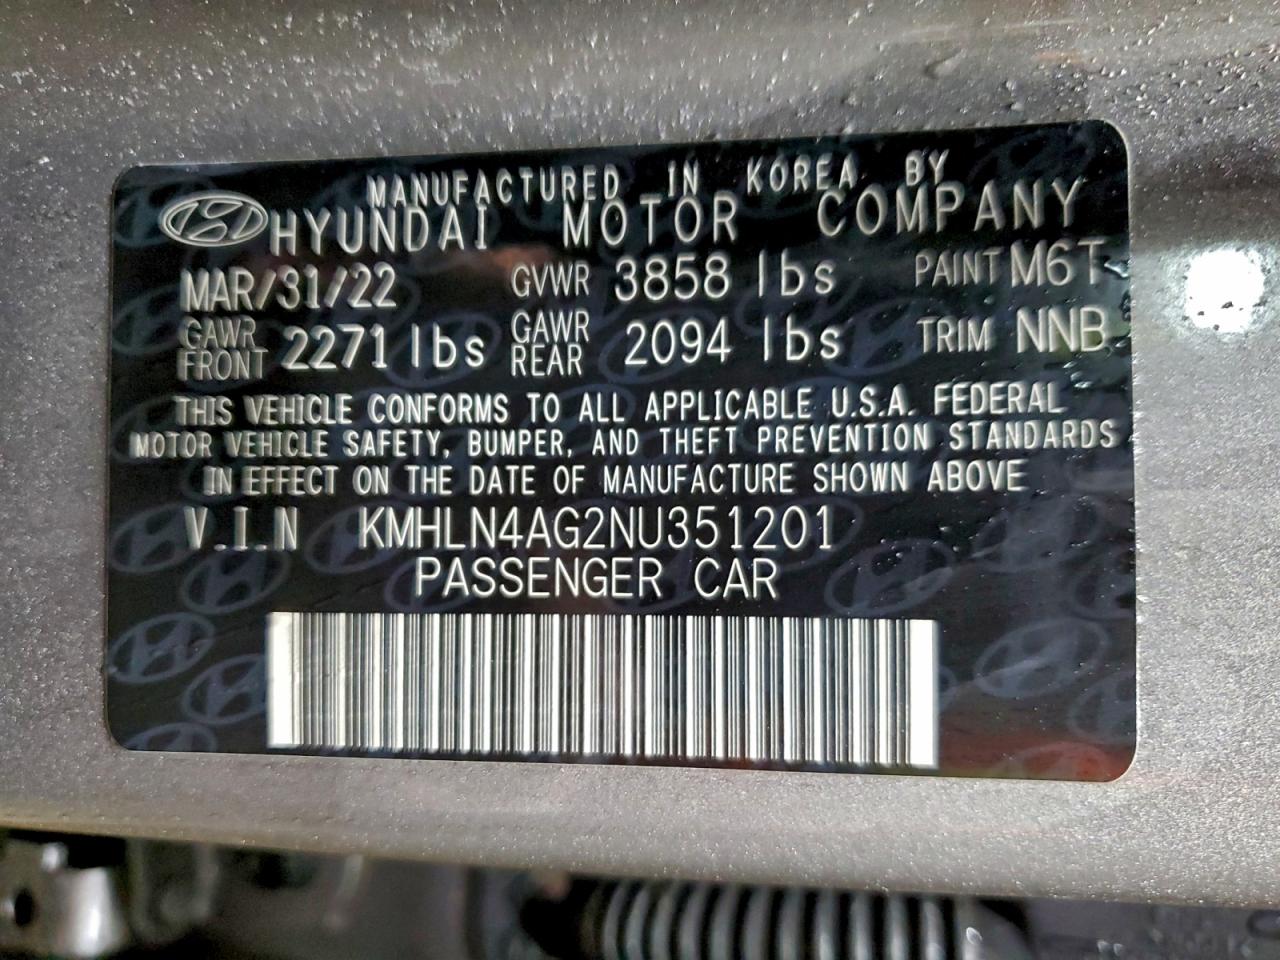 MANUFACTURED IN KOREA BY
HYUNDAI MOTOR COMPANY
MAR/31/22 GVWR 3858 lbs PAINT M6T
GAWR FRONT 2271 lbs GAWR REAR 2094 lbs TRIM NNB
THIS VEHICLE CONFORMS TO ALL APPLICABLE U.S.A. FEDERAL
MOTOR VEHICLE SAFETY, BUMPER, AND THEFT PREVENTION STANDARDS
IN EFFECT ON THE DATE OF MANUFACTURE SHOWN ABOVE
V.I.N KMHLN4AG2NU351201
PASSENGER CAR